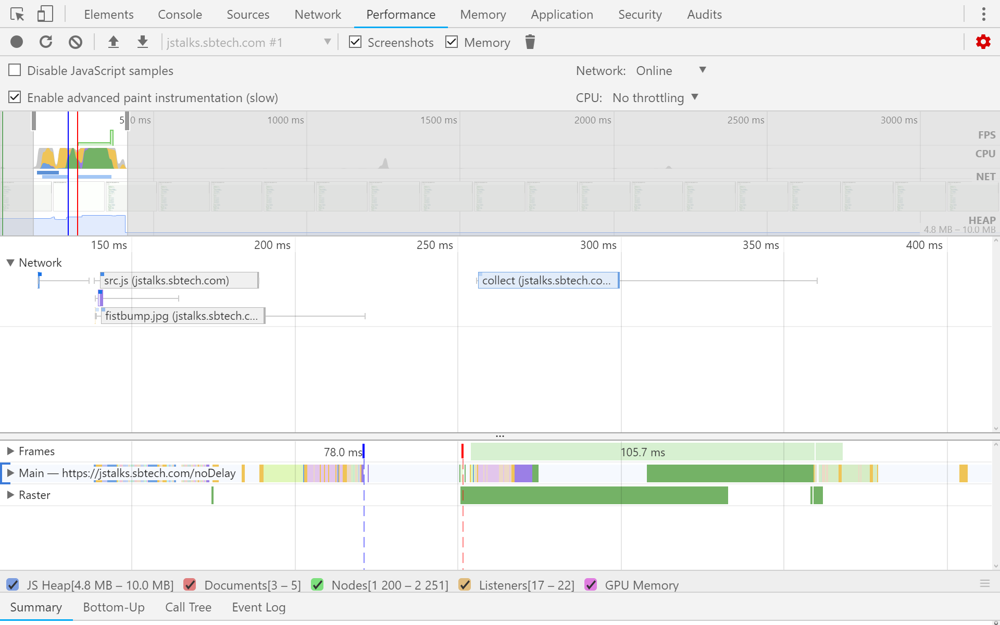 Elements Console Sources Network Performance Memory Application Security Audits
jstalks.sbtech.com #1 Screenshots Memory
Disable JavaScript samples Network: Online
Enable advanced paint instrumentation (slow) CPU: No throttling
5 0 ms 1000 ms 1500 ms 2000 ms 2500 ms 3000 ms
FPS
CPU
NET
HEAP
4.8 MB – 10.0 MB
150 ms 200 ms 250 ms 300 ms 350 ms 400 ms
Network
src.js (jstalks.sbtech.com) collect (jstalks.sbtech.co...
fistbump.jpg (jstalks.sbtech.c...
...
Frames 78.0 ms 105.7 ms
Main — https://jstalks.sbtech.com/noDelay
Raster
JS Heap[4.8 MB – 10.0 MB] Documents[3 – 5] Nodes[1 200 – 2 251] Listeners[17 – 22] GPU Memory
Summary Bottom-Up Call Tree Event Log